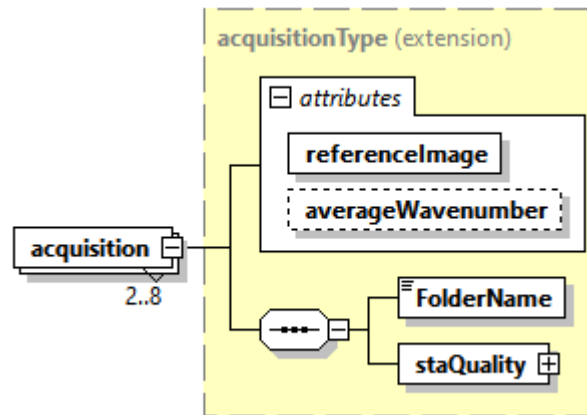 acquisitionType (extension)
attributes
referenceImage
averageWavenumber
acquisition
2..8
FolderName
staQuality